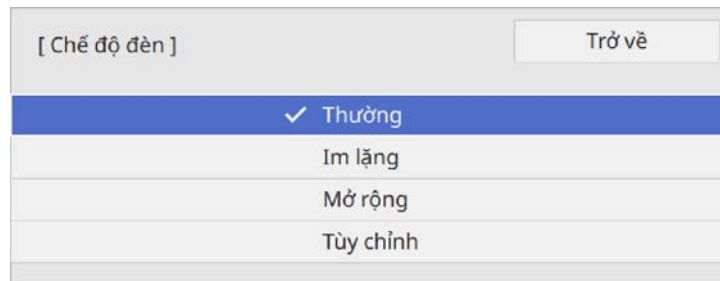 [ Chế độ đèn ]
Trở về
✓ Thường
Im lặng
Mở rộng
Tùy chỉnh